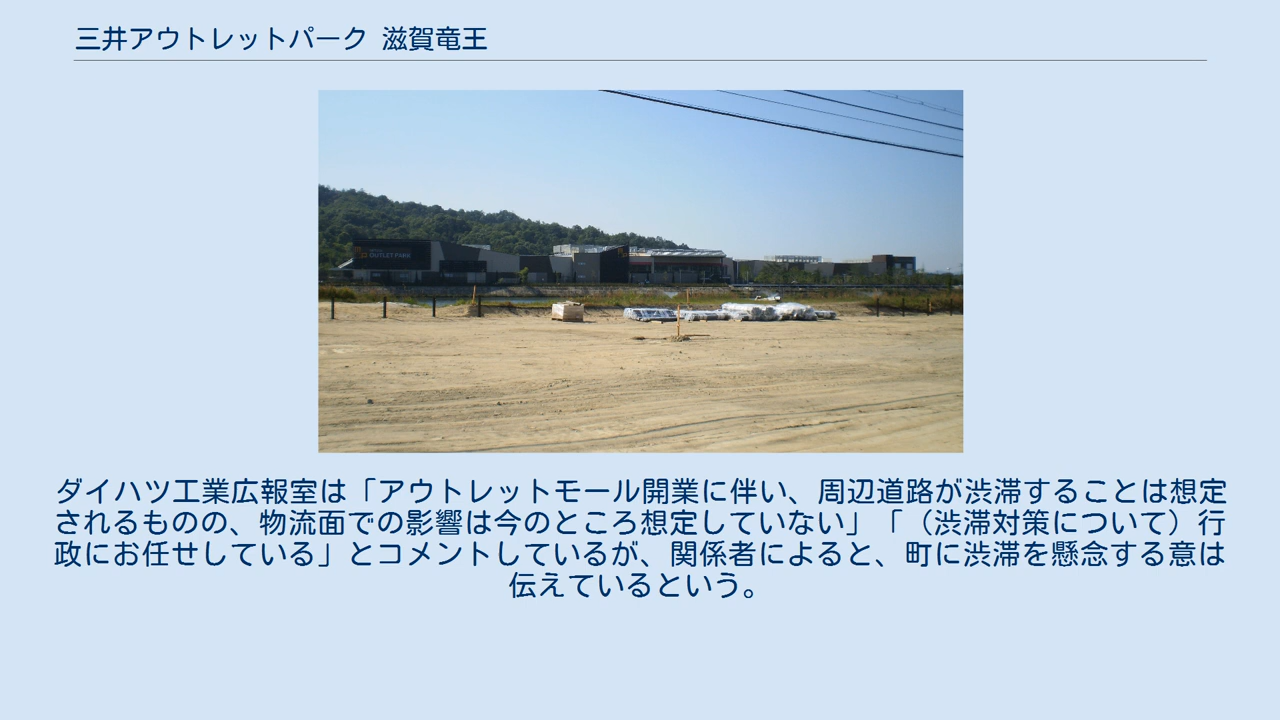 三井アウトレットパーク 滋賀竜王
OUTLET PARK
ダイハツ工業広報室は「アウトレットモール開業に伴い、周辺道路が渋滞することは想定
されるものの、物流面での影響は今のところ想定していない」「（渋滞対策について）行
政にお任せしている」とコメントしているが、関係者によると、町に渋滞を懸念する意は
伝えているという。